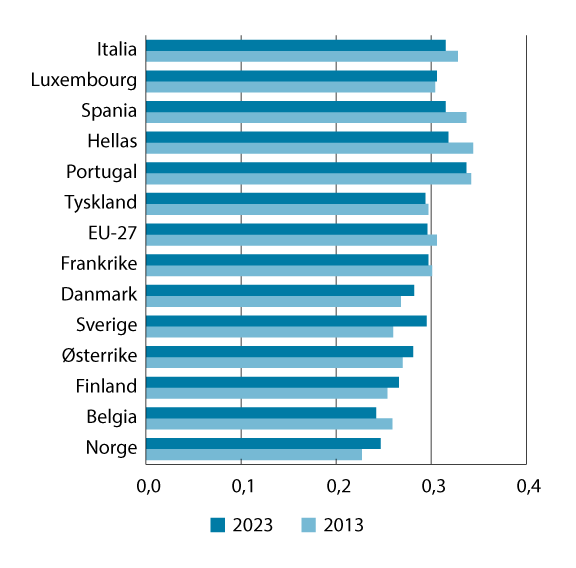 Italia
Luxembourg
Spania
Hellas
Portugal
Tyskland
EU-27
Frankrike
Danmark
Sverige
Østerrike
Finland
Belgia
Norge
0,0 0,1 0,2 0,3 0,4
2023 2013